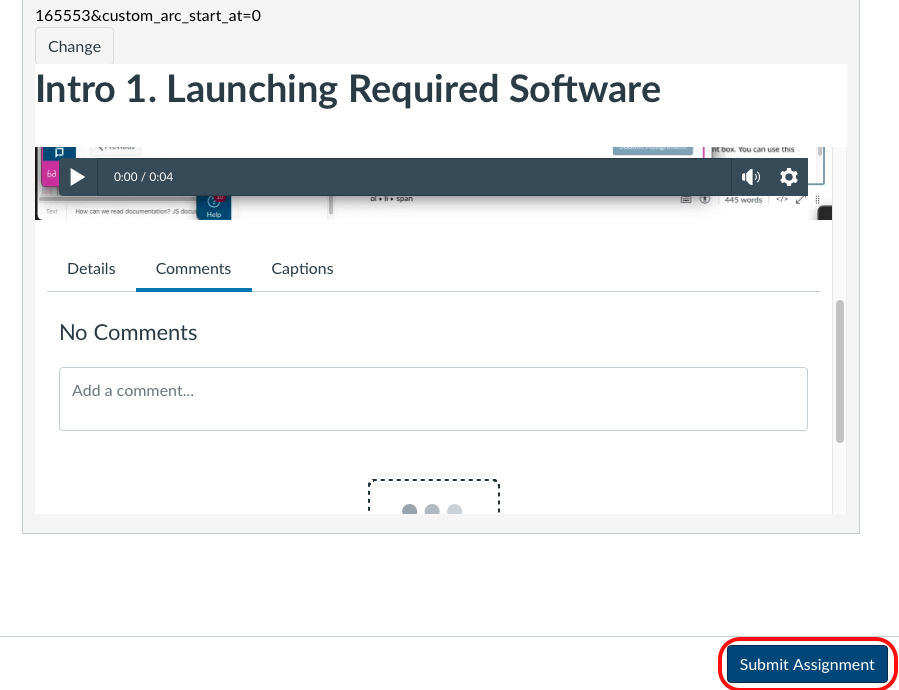 165553&custom_arc_start_at=0
Change
Intro 1. Launching Required Software
nt box. You can use this
0:00 / 0:04
Text How can we read documentation? JS docu
Help
ol ▸ li ▸ span
445 words </>
Details Comments Captions
No Comments
Add a comment...
Submit Assignment